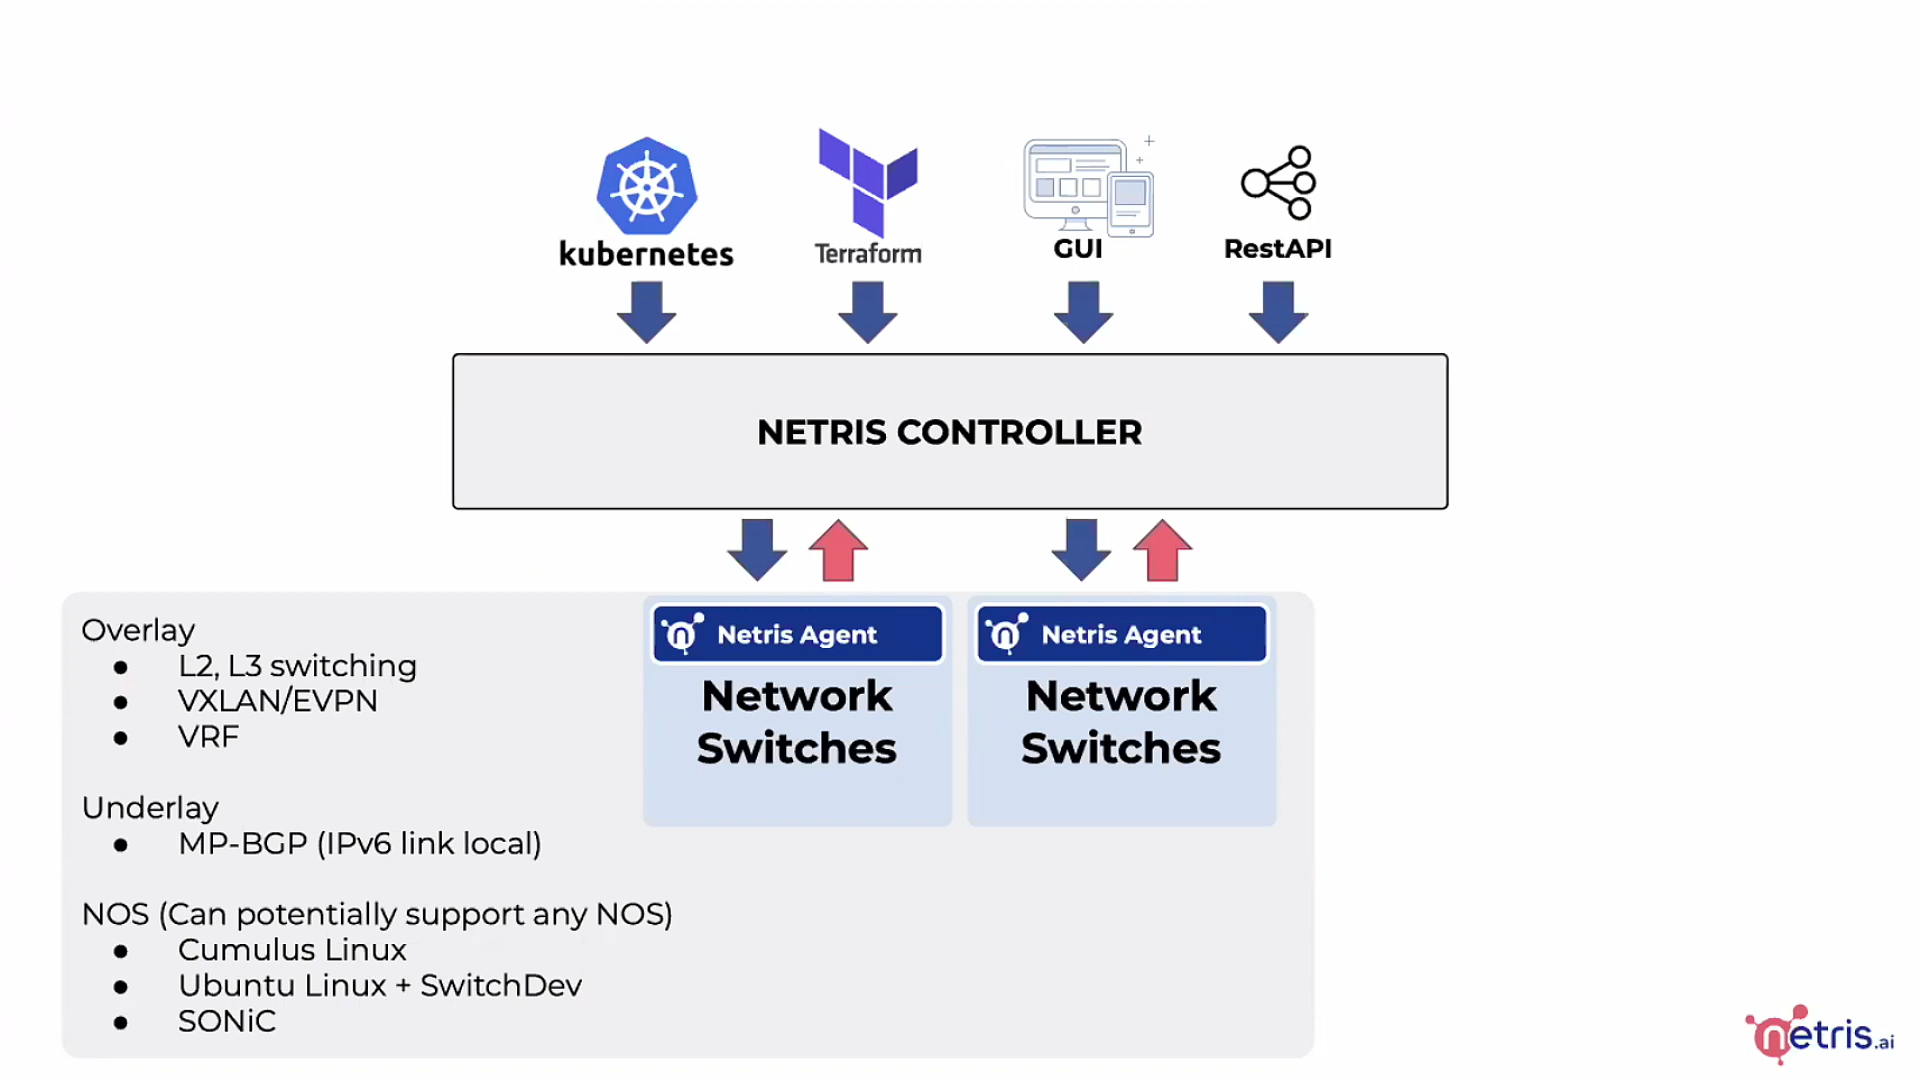 kubernetes
Terraform
GUI
RestAPI
NETRIS CONTROLLER
Overlay
● L2, L3 switching
● VXLAN/EVPN
● VRF
Underlay
● MP-BGP (IPv6 link local)
NOS (Can potentially support any NOS)
● Cumulus Linux
● Ubuntu Linux + SwitchDev
● SONiC
n Netris Agent
Network
Switches
n Netris Agent
Network
Switches
netris.ai